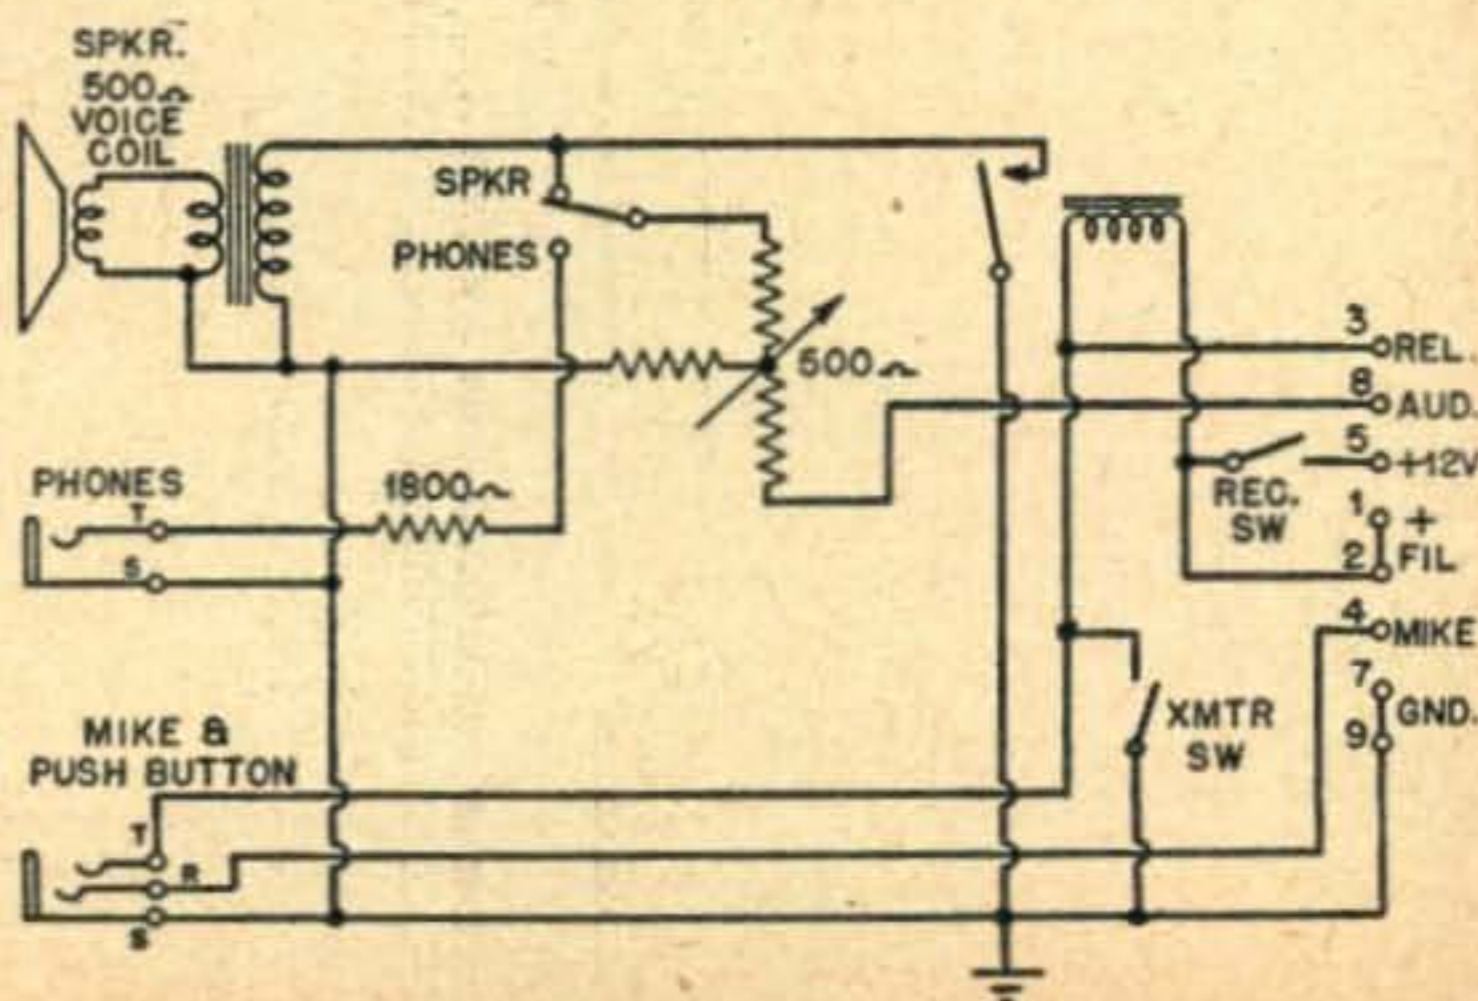 SPKR.
500Ω
VOICE
COIL
SPKR
PHONES
500Ω
3
REL.
8
AUD.
5
+12V
REC.
SW
1
+
2
FIL
4
MIKE
7
GND.
9
PHONES
T
S
1800Ω
XMTR
SW
MIKE &
PUSH BUTTON
T
R
S